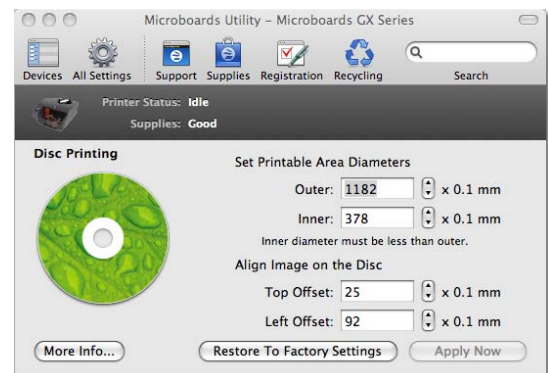 Microboards Utility – Microboards GX Series
Devices All Settings Support Supplies Registration Recycling Search
Printer Status: Idle
Supplies: Good
Disc Printing
Set Printable Area Diameters
Outer: 1182 x 0.1 mm
Inner: 378 x 0.1 mm
Inner diameter must be less than outer.
Align Image on the Disc
Top Offset: 25 x 0.1 mm
Left Offset: 92 x 0.1 mm
More Info... Restore To Factory Settings Apply Now